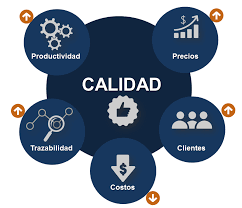 Productividad
Precios
CALIDAD
$
Trazabilidad
Clientes
$
Costos